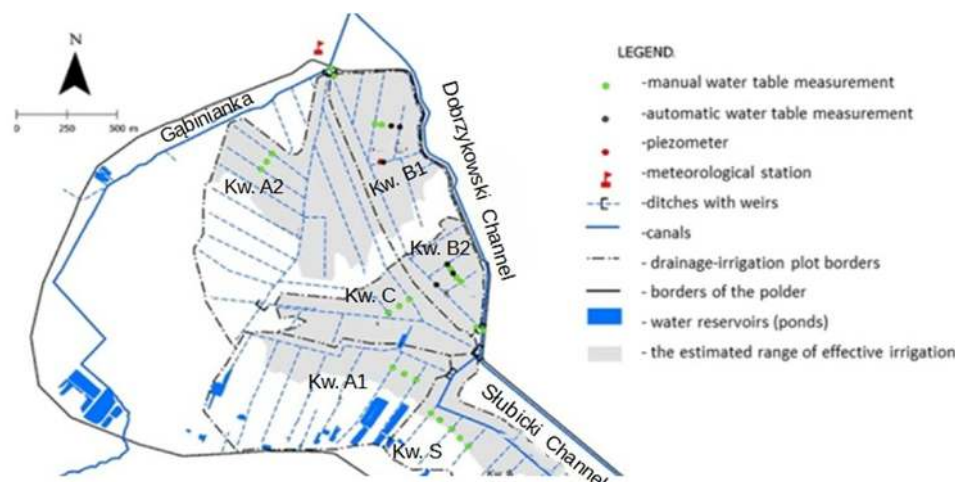 N
0 250 500 m
Gąbinianka
Dobrzykowski Channel
Kw. A2
Kw. B1
Kw. B2
Kw. C
Kw. A1
Kw. S
Słubicki Channel
LEGEND.
-manual water table measurement
-automatic water table measurement
-piezometer
-meteorological station
-ditches with weirs
-canals
- drainage-irrigation plot borders
- borders of the polder
- water reservoirs (ponds)
- the estimated range of effective irrigation